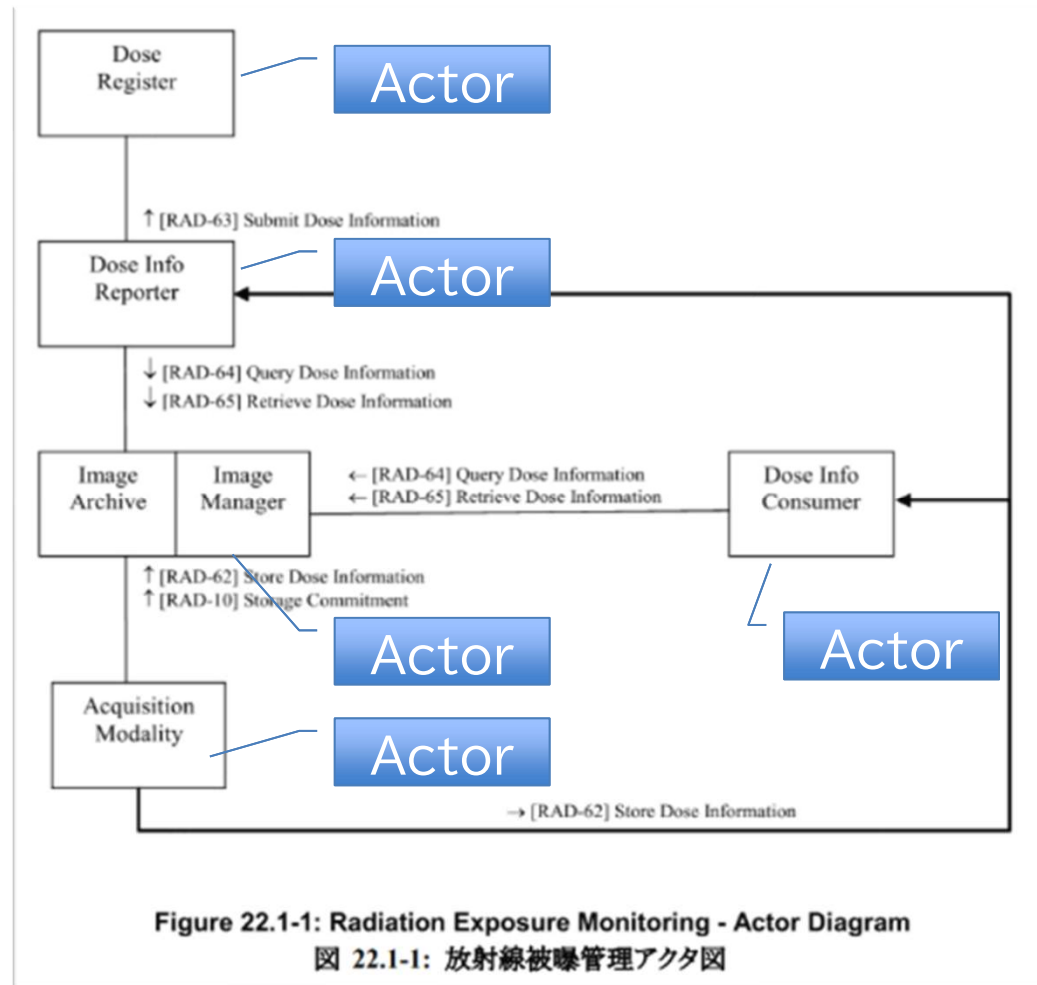 Dose
Register
Actor
↑ [RAD-63] Submit Dose Information
Dose Info
Reporter
Actor
↓ [RAD-64] Query Dose Information
↓ [RAD-65] Retrieve Dose Information
Image
Archive
Image
Manager
← [RAD-64] Query Dose Information
← [RAD-65] Retrieve Dose Information
Dose Info
Consumer
↑ [RAD-62] Store Dose Information
↑ [RAD-10] Storage Commitment
Actor
Actor
Acquisition
Modality
Actor
→ [RAD-62] Store Dose Information
Figure 22.1-1: Radiation Exposure Monitoring - Actor Diagram
図 22.1-1: 放射線被曝管理アクタ図